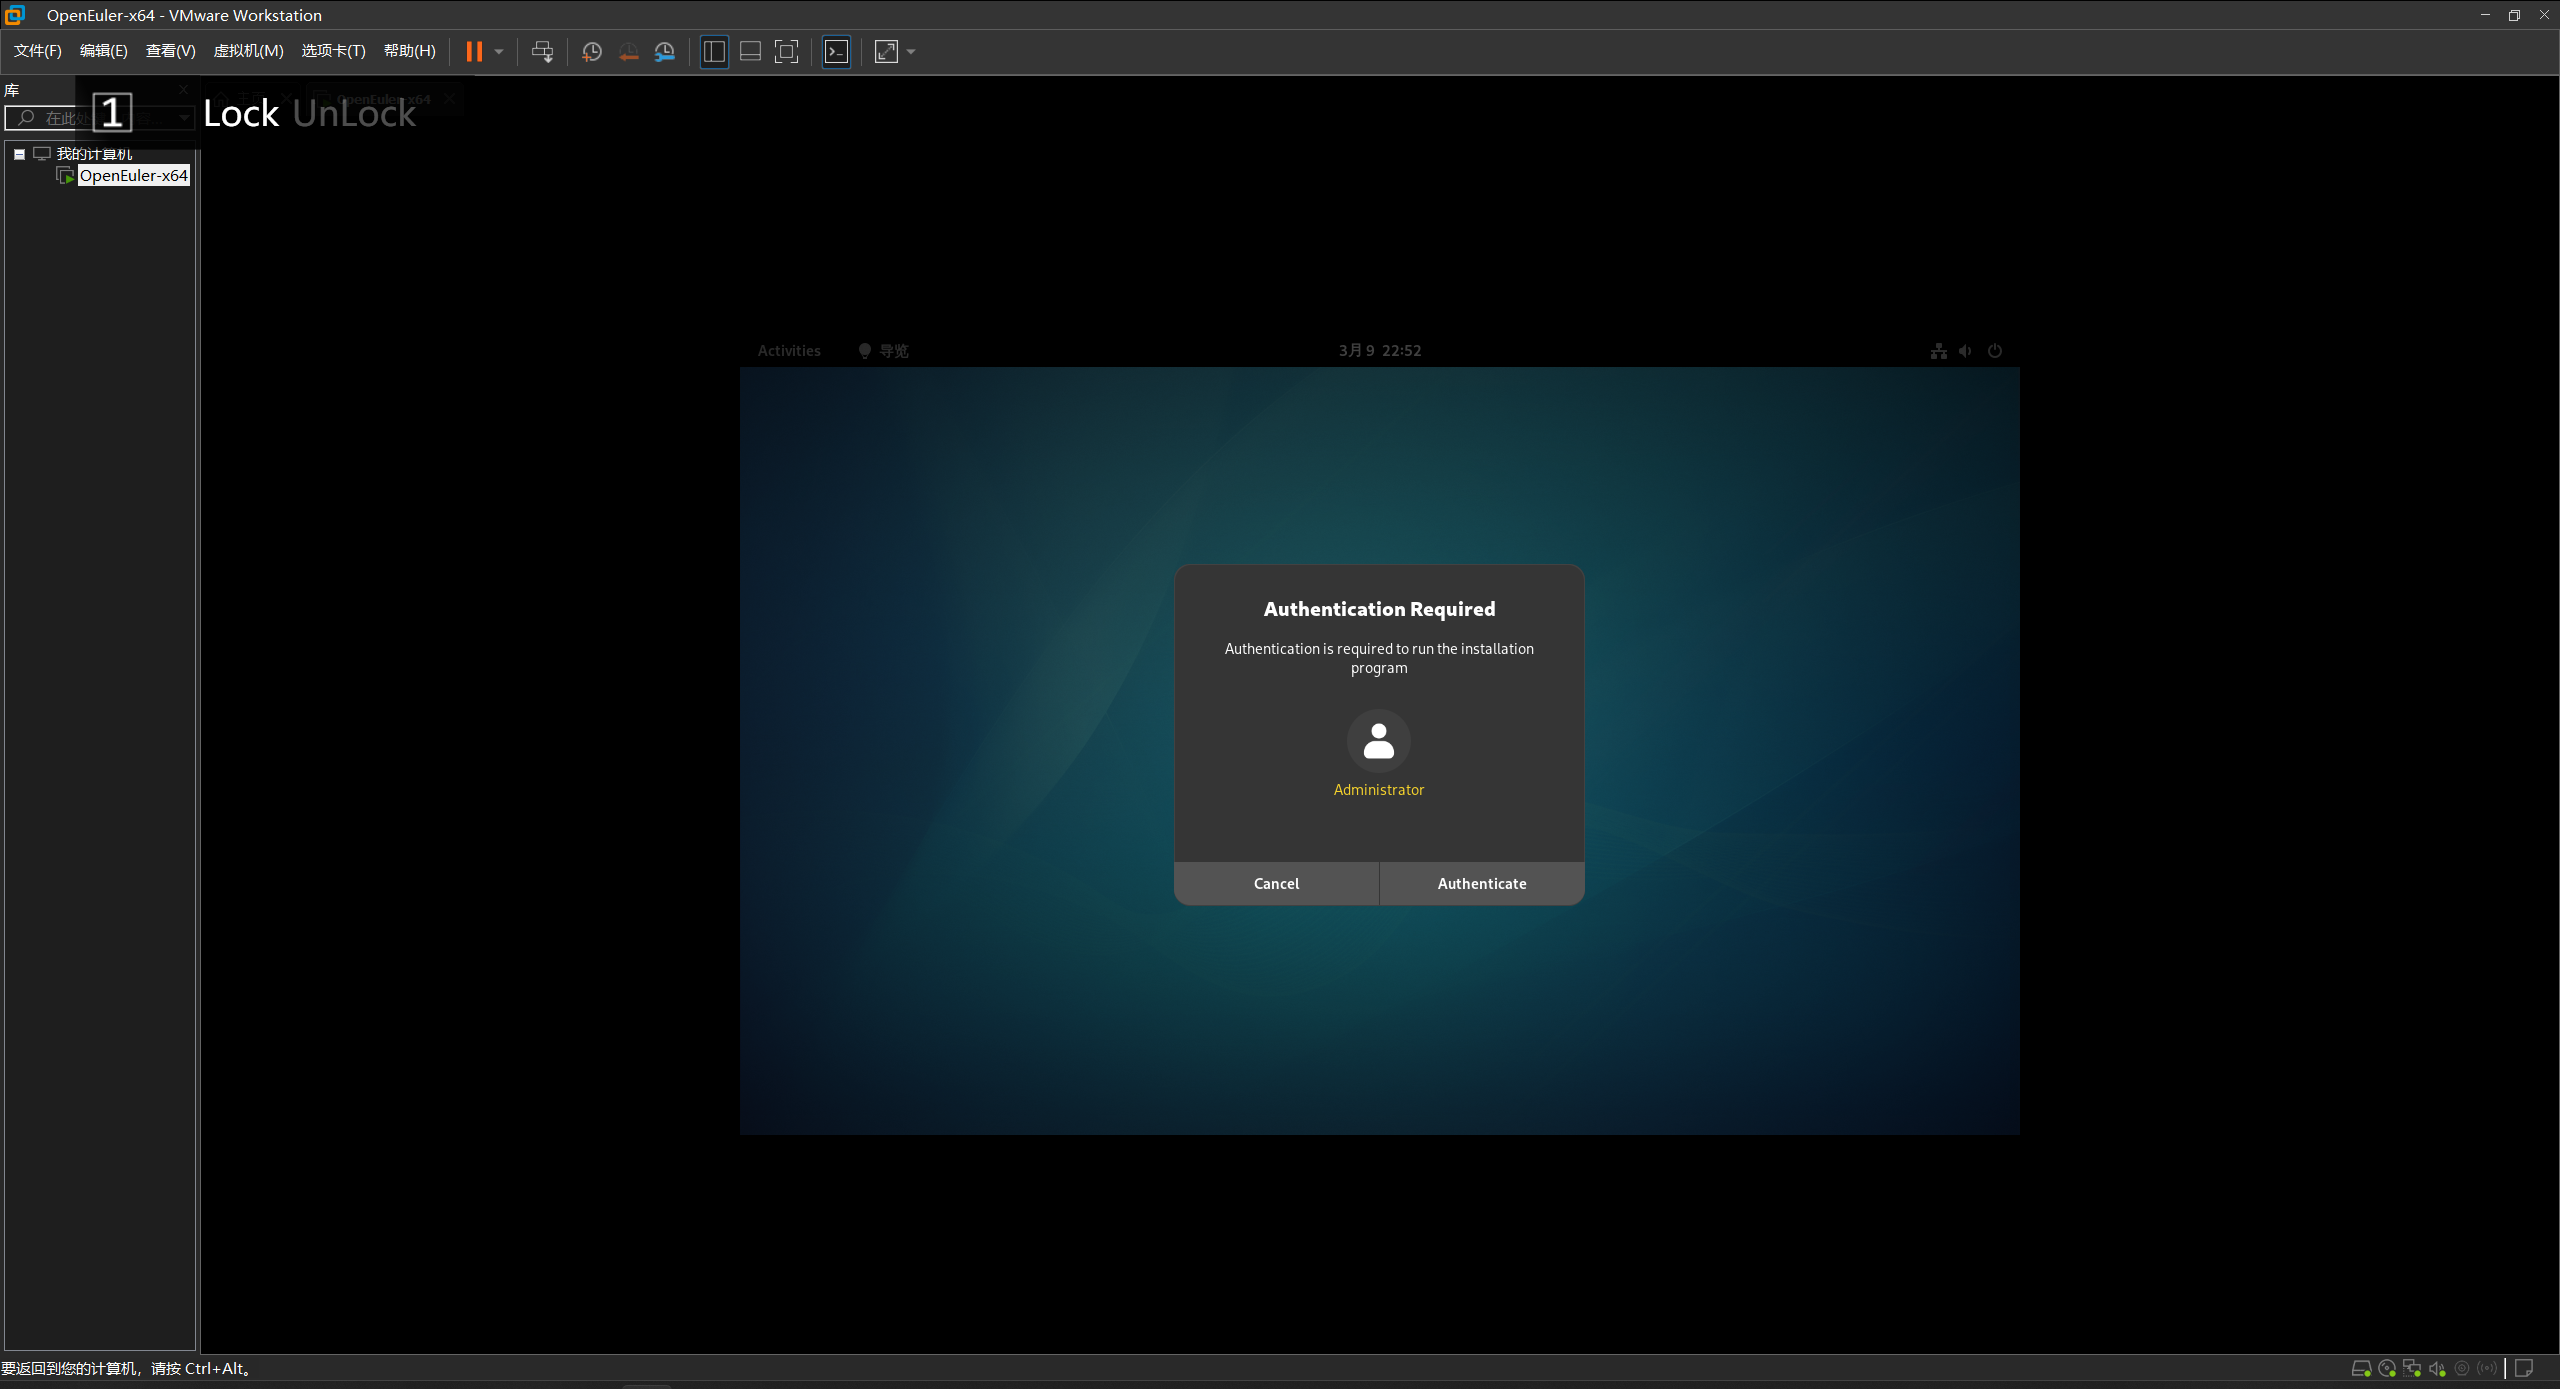 OpenEuler-x64 - VMware Workstation
文件(F) 编辑(E) 查看(V) 虚拟机(M) 选项卡(T) 帮助(H)
库
OpenEuler-x64
1 Lock UnLock
在此处
我的计算机
OpenEuler-x64
Activities 导览 3月 9 22:52
Authentication Required
Authentication is required to run the installation
program
Administrator
Cancel Authenticate
要返回到您的计算机，请按 Ctrl+Alt。